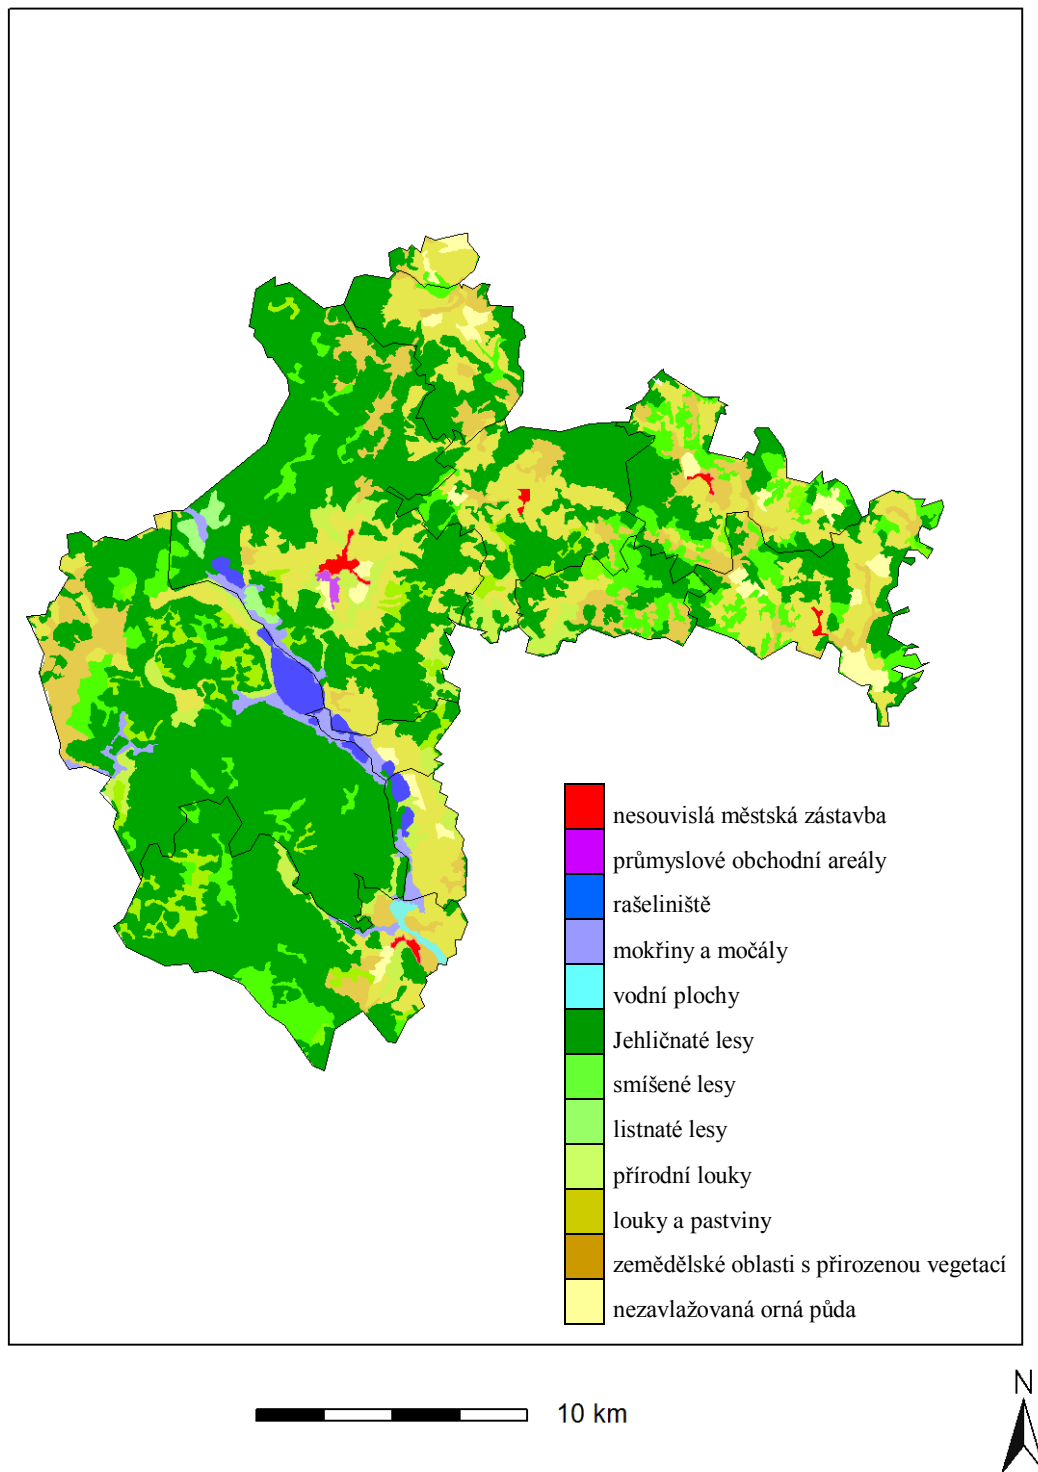 nesouvislá městská zástavba
průmyslové obchodní areály
rašeliniště
mokřiny a močály
vodní plochy
Jehličnaté lesy
smíšené lesy
listnaté lesy
přírodní louky
louky a pastviny
zemědělské oblasti s přirozenou vegetací
nezavlažovaná orná půda
10 km
N